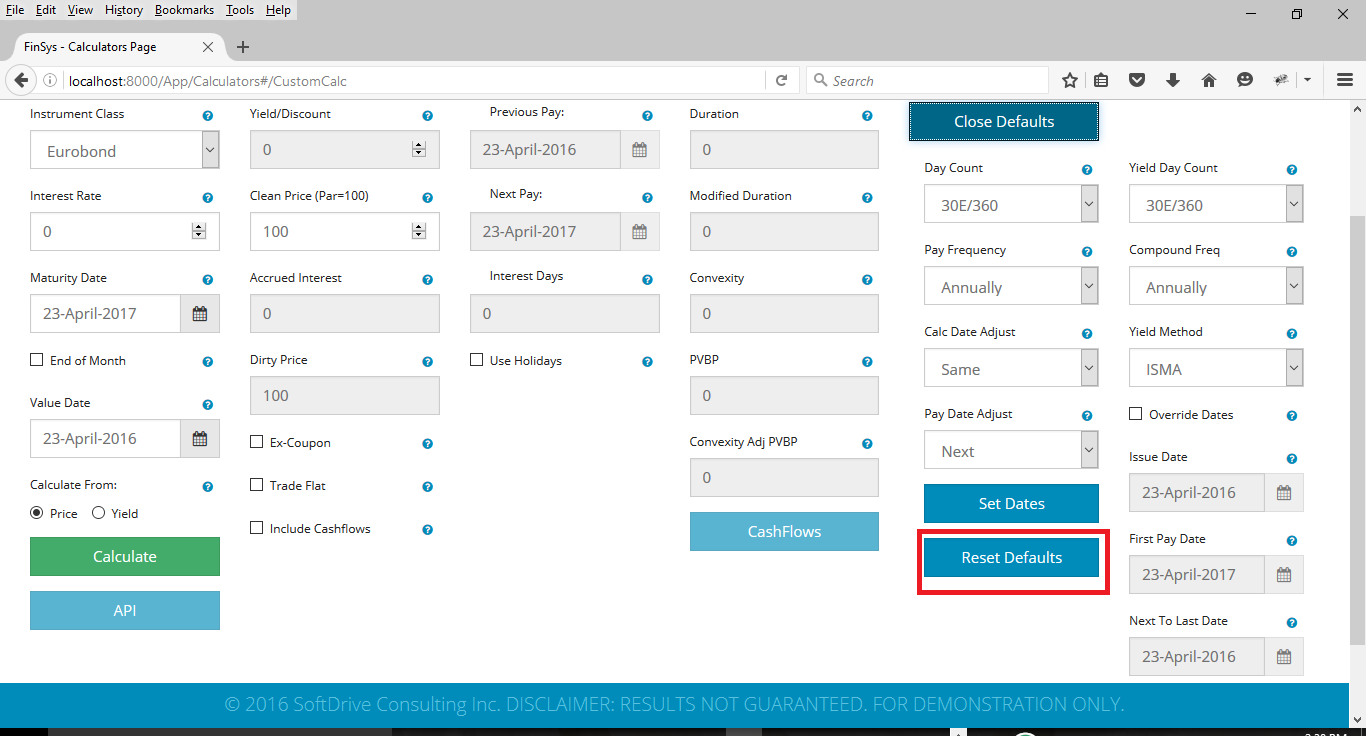 File Edit View History Bookmarks Tools Help
FinSys - Calculators Page
localhost:8000/App/Calculators#/CustomCalc
Search
Instrument Class
Eurobond
Interest Rate
0
Maturity Date
23-April-2017
End of Month
Value Date
23-April-2016
Calculate From:
Price Yield
Calculate
API
Yield/Discount
0
Clean Price (Par=100)
100
Accrued Interest
0
Dirty Price
100
Ex-Coupon
Trade Flat
Include Cashflows
Previous Pay:
23-April-2016
Next Pay:
23-April-2017
Interest Days
0
Use Holidays
Duration
0
Modified Duration
0
Convexity
0
PVBP
0
Convexity Adj PVBP
0
CashFlows
Close Defaults
Day Count
30E/360
Pay Frequency
Annually
Calc Date Adjust
Same
Pay Date Adjust
Next
Set Dates
Reset Defaults
Yield Day Count
30E/360
Compound Freq
Annually
Yield Method
ISMA
Override Dates
Issue Date
23-April-2016
First Pay Date
23-April-2017
Next To Last Date
23-April-2016
© 2016 SoftDrive Consulting Inc. DISCLAIMER: RESULTS NOT GUARANTEED. FOR DEMONSTRATION ONLY.